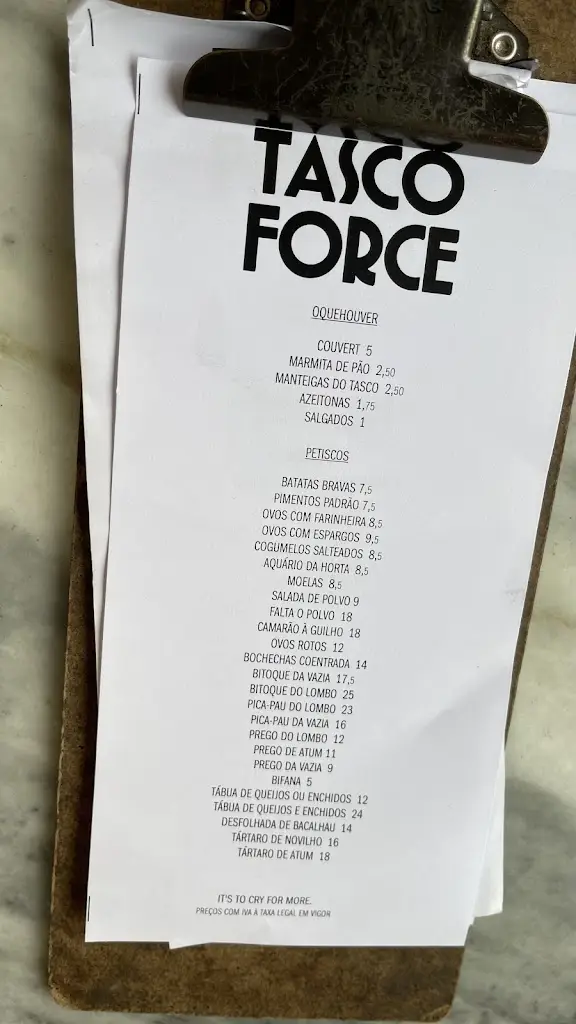 TASCO
FORCE
OQUEHOUVER
COUVERT 5
MARMITA DE PÃO 2,50
MANTEIGAS DO TASCO 2,50
AZEITONAS 1,75
SALGADOS 1
PETISCOS
BATATAS BRAVAS 7,5
PIMENTOS PADRÃO 7,5
OVOS COM FARINHEIRA 8,5
OVOS COM ESPARGOS 9,5
COGUMELOS SALTEADOS 8,5
AQUÁRIO DA HORTA 8,5
MOELAS 8,5
SALADA DE POLVO 9
FALTA O POLVO 18
CAMARÃO À GUILHO 18
OVOS ROTOS 12
BOCHECHAS COENTRADA 14
BITOQUE DA VAZIA 17,5
BITOQUE DO LOMBO 25
PICA-PAU DO LOMBO 23
PICA-PAU DA VAZIA 16
PREGO DO LOMBO 12
PREGO DE ATUM 11
PREGO DA VAZIA 9
BIFANA 5
TÁBUA DE QUEIJOS OU ENCHIDOS 12
TÁBUA DE QUEIJOS E ENCHIDOS 24
DESFOLHADA DE BACALHAU 14
TÁRTARO DE NOVILHO 16
TÁRTARO DE ATUM 18
IT'S TO CRY FOR MORE.
PREÇOS COM IVA À TAXA LEGAL EM VIGOR